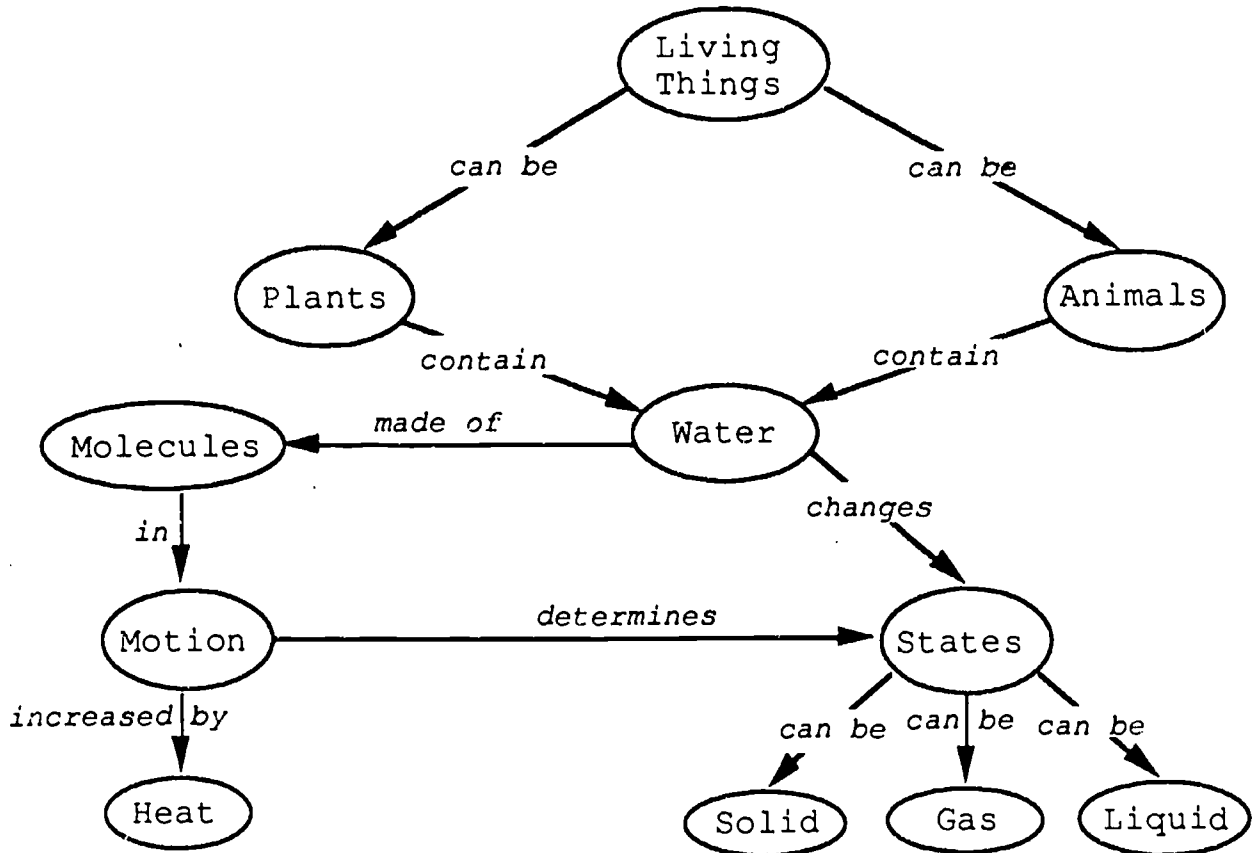 Living
Things
can be
can be
Plants
Animals
contain
contain
Molecules
made of
Water
in
changes
Motion
determines
States
increased by
can be
can be
can be
Heat
Solid
Gas
Liquid